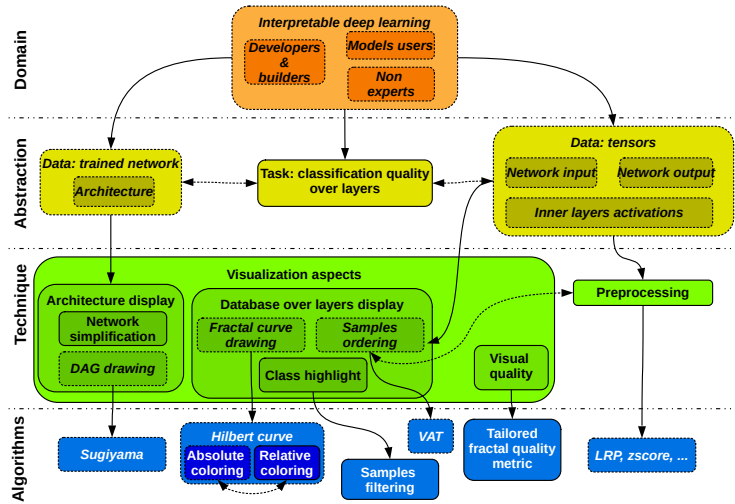 Domain
Interpretable deep learning
Developers
&
builders
Models users
Non
experts
Abstraction
Data: trained network
Architecture
Task: classification quality
over layers
Data: tensors
Network input
Network output
Inner layers activations
Technique
Visualization aspects
Architecture display
Network
simplification
DAG drawing
Database over layers display
Fractal curve
drawing
Samples
ordering
Class highlight
Visual
quality
Preprocessing
Algorithms
Sugiyama
Hilbert curve
Absolute
coloring
Relative
coloring
Samples
filtering
VAT
Tailored
fractal quality
metric
LRP, zscore, ...